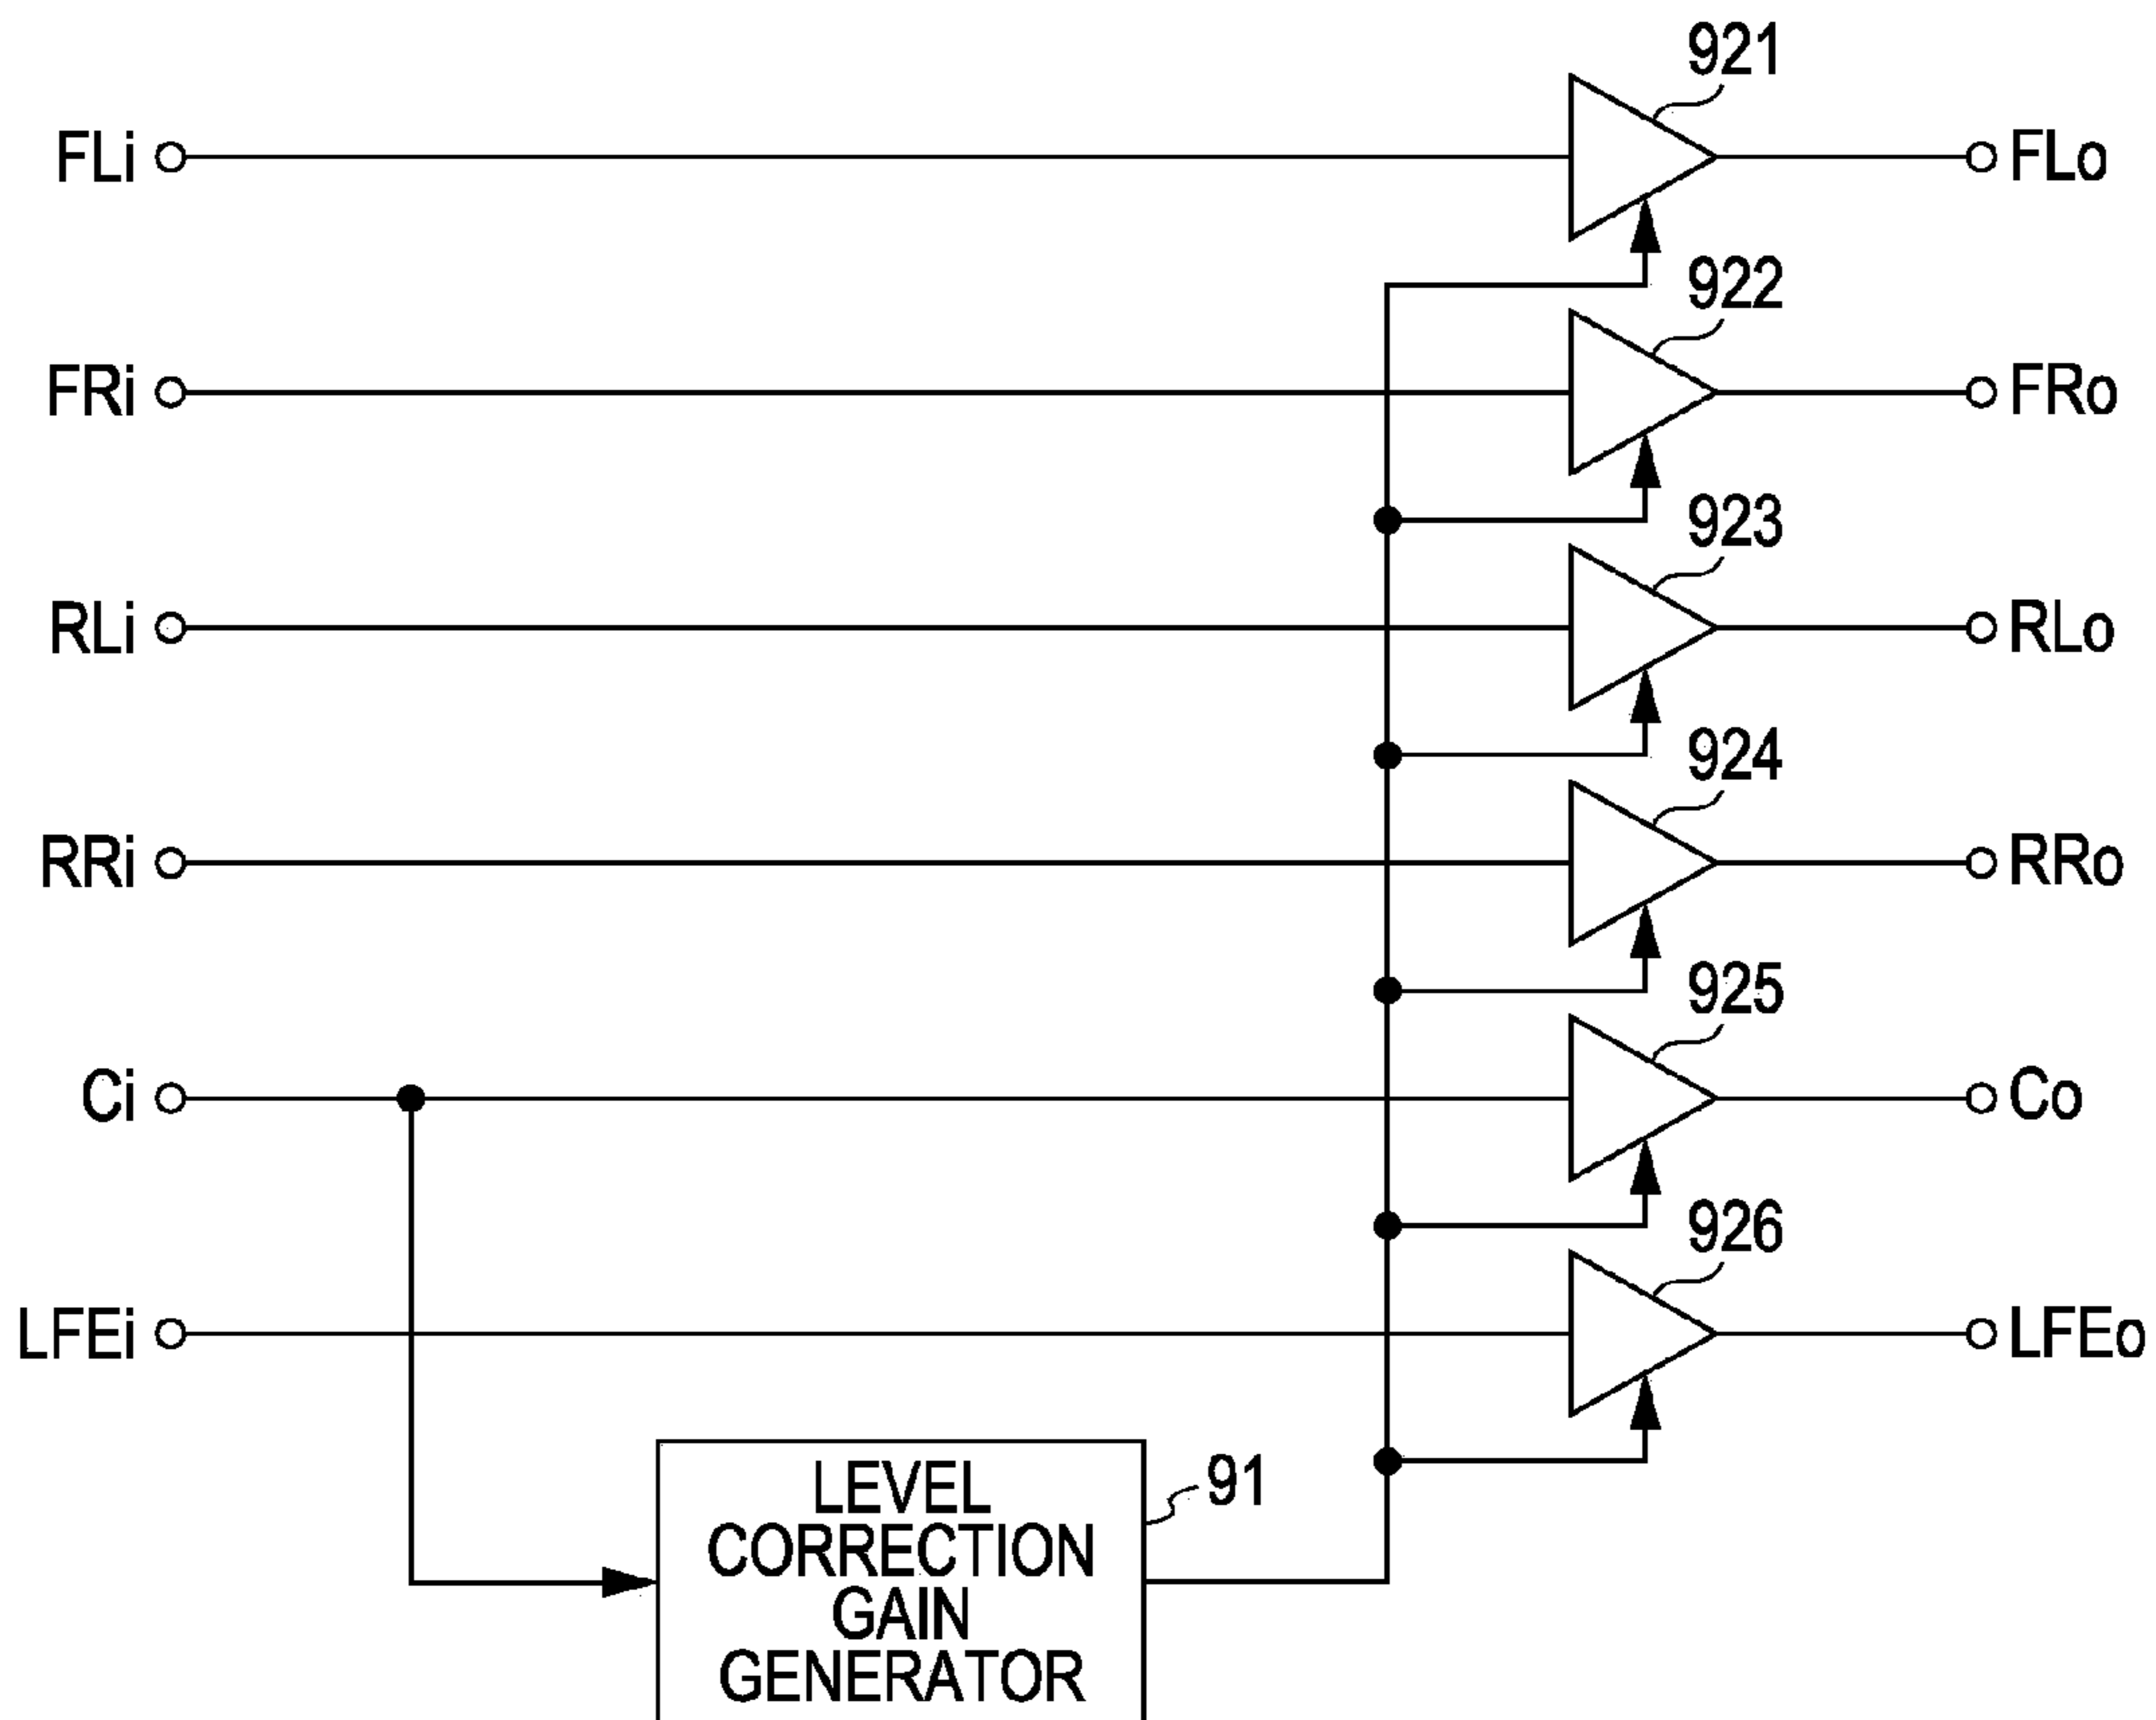 921
FLi
FLo
922
FRi
FRo
923
RLi
RLo
924
RRi
RRo
925
Ci
Co
926
LFEi
LFEo
LEVEL
CORRECTION
GAIN
GENERATOR
91